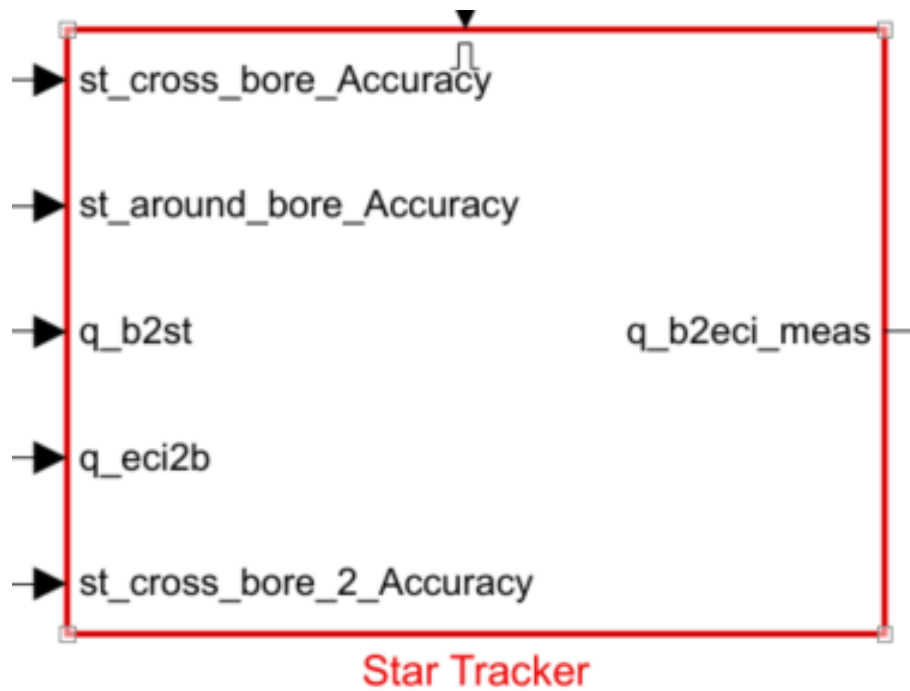 st_cross_bore_Accuracy
st_around_bore_Accuracy
q_b2st
q_b2eci_meas
q_eci2b
st_cross_bore_2_Accuracy
Star Tracker